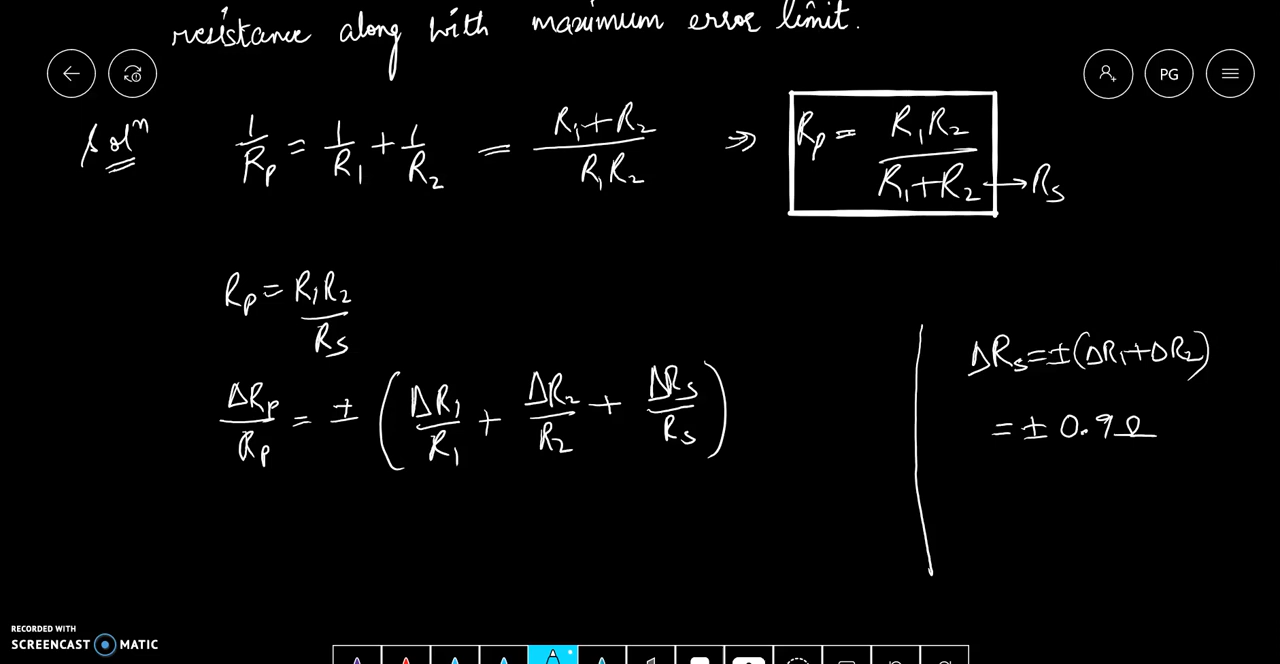 resistance along with maximum error limit.
PG
Solⁿ 1/Rₚ = 1/R₁ + 1/R₂ = (R₁+R₂)/(R₁R₂) ⇒ Rₚ = R₁R₂/(R₁+R₂) → Rₛ
Rₚ = R₁R₂/Rₛ
ΔRₛ = ±(ΔR₁+ΔR₂)
ΔRₚ/Rₚ = ± (ΔR₁/R₁ + ΔR₂/R₂ + ΔRₛ/Rₛ)
= ± 0.9Ω
RECORDED WITH
SCREENCAST MATIC